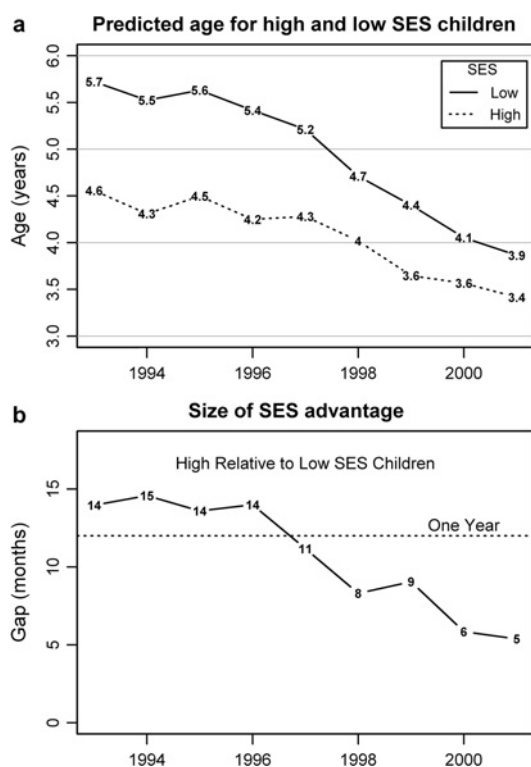 a Predicted age for high and low SES children
6.0
5.5
5.0
4.5
4.0
3.5
3.0
Age (years)
SES
Low
High
5.7 5.5 5.6 5.4 5.2 4.7 4.4 4.1 3.9
4.6 4.3 4.5 4.2 4.3 4 3.6 3.6 3.4
1994 1996 1998 2000
b Size of SES advantage
High Relative to Low SES Children
15
10
5
0
Gap (months)
One Year
14 15 14 14 11 8 9 6 5
1994 1996 1998 2000